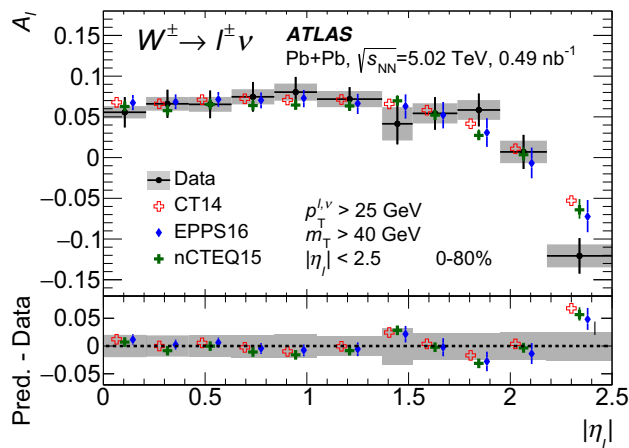 A_l
W± → l±ν
ATLAS
Pb+Pb, √s_NN=5.02 TeV, 0.49 nb⁻¹
0.15
0.1
0.05
0
−0.05
−0.1
−0.15
Data
CT14
EPPS16
nCTEQ15
p_T^{l,ν} > 25 GeV
m_T > 40 GeV
|η_l| < 2.5
0-80%
Pred. - Data
0.05
0
−0.05
0
0.5
1
1.5
2
2.5
|η_l|